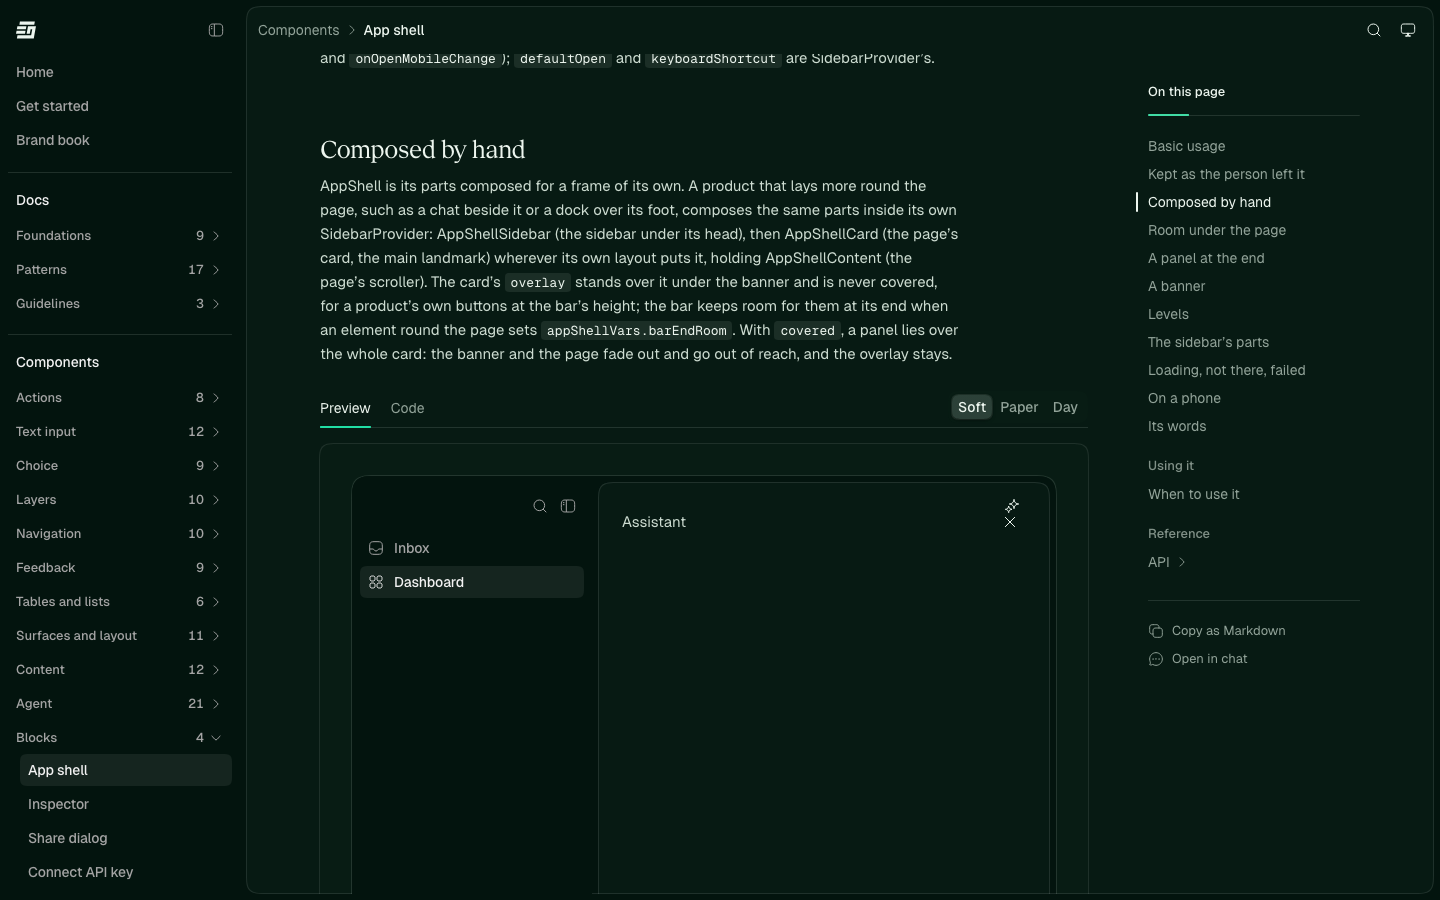 Home
Get started
Brand book
Docs
Foundations 9
Patterns 17
Guidelines 3
Components
Actions 8
Text input 12
Choice 9
Layers 10
Navigation 10
Feedback 9
Tables and lists 6
Surfaces and layout 11
Content 12
Agent 21
Blocks 4
App shell
Inspector
Share dialog
Connect API key
Components App shell
and onOpenMobileChange ); defaultOpen and keyboardShortcut are SidebarProvider’s.
Composed by hand
AppShell is its parts composed for a frame of its own. A product that lays more round the
page, such as a chat beside it or a dock over its foot, composes the same parts inside its own
SidebarProvider: AppShellSidebar (the sidebar under its head), then AppShellCard (the page’s
card, the main landmark) wherever its own layout puts it, holding AppShellContent (the
page’s scroller). The card’s overlay stands over it under the banner and is never covered,
for a product’s own buttons at the bar’s height; the bar keeps room for them at its end when
an element round the page sets appShellVars.barEndRoom. With covered, a panel lies over
the whole card: the banner and the page fade out and go out of reach, and the overlay stays.
Preview Code
Soft Paper Day
Inbox
Dashboard
Assistant
On this page
Basic usage
Kept as the person left it
Composed by hand
Room under the page
A panel at the end
A banner
Levels
The sidebar’s parts
Loading, not there, failed
On a phone
Its words
Using it
When to use it
Reference
API
Copy as Markdown
Open in chat